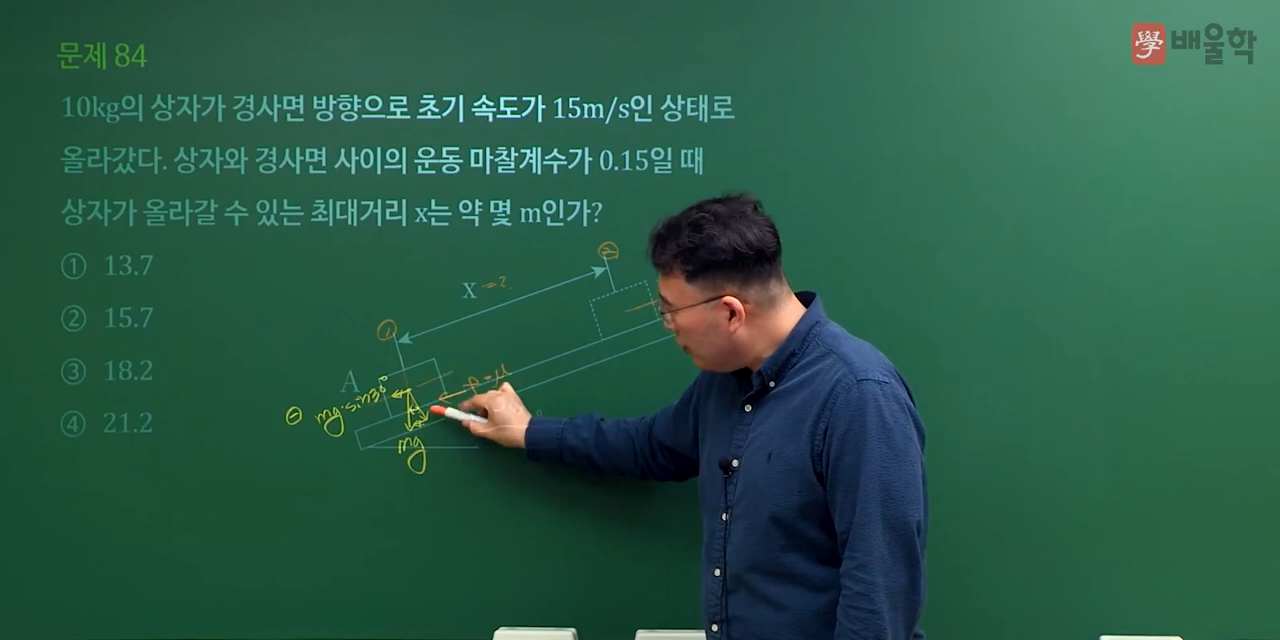 學 배울학
문제 84
10kg의 상자가 경사면 방향으로 초기 속도가 15m/s인 상태로
올라갔다. 상자와 경사면 사이의 운동 마찰계수가 0.15일 때
상자가 올라갈 수 있는 최대거리 x는 약 몇 m인가?
① 13.7
② 15.7
③ 18.2
④ 21.2
②
x =?
①
A
⊖ mg·sin30°
mg